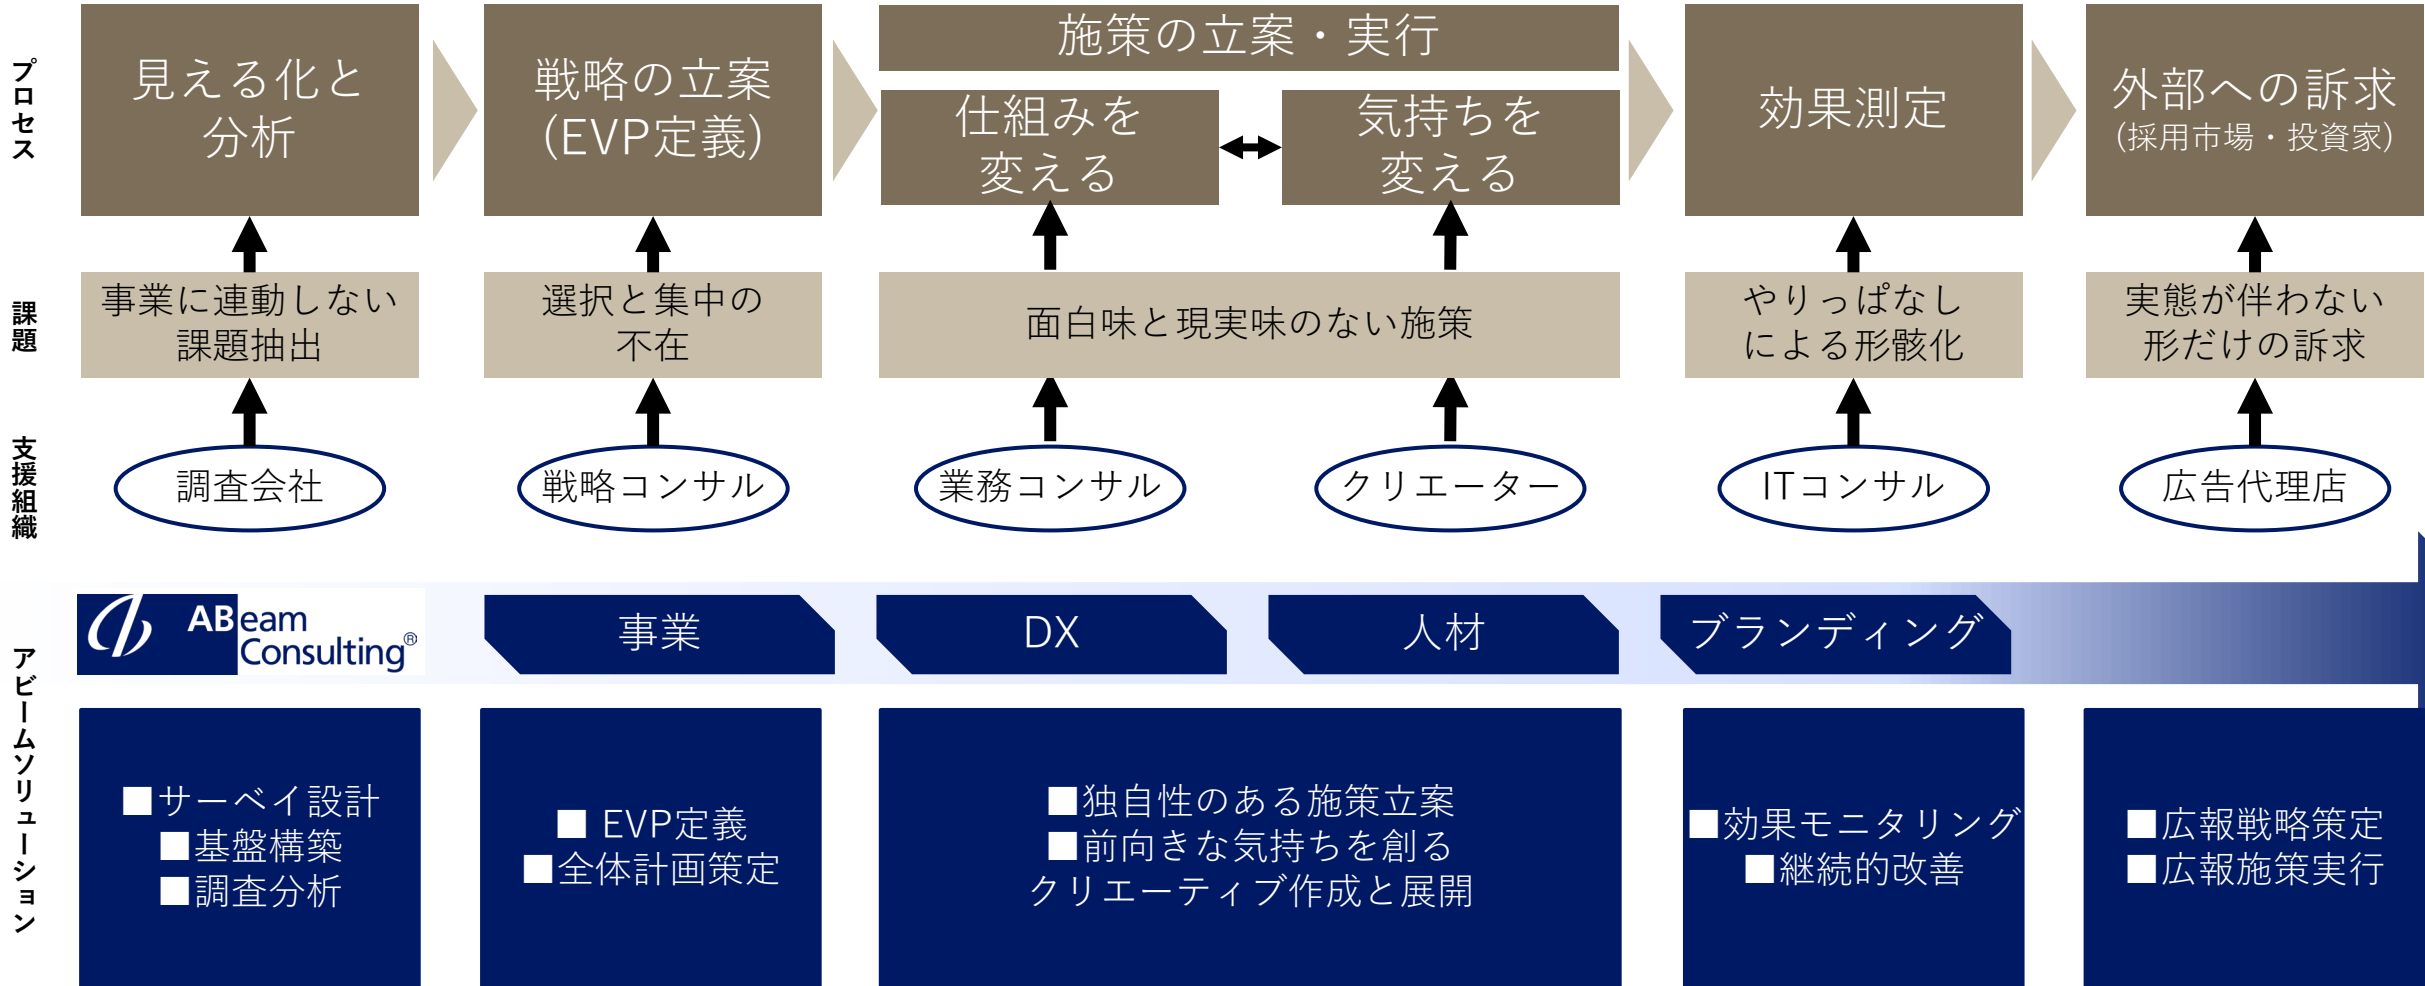 プロセス
見える化と
分析
戦略の立案
(EVP定義)
施策の立案・実行
仕組みを
変える
気持ちを
変える
効果測定
外部への訴求
(採用市場・投資家)
課題
事業に連動しない
課題抽出
選択と集中の
不在
面白味と現実味のない施策
やりっぱなし
による形骸化
実態が伴わない
形だけの訴求
支援組織
調査会社
戦略コンサル
業務コンサル
クリエーター
ITコンサル
広告代理店
アビームソリューション
ABeam
Consulting®
事業
DX
人材
ブランディング
■サーベイ設計
■基盤構築
■調査分析
■ EVP定義
■全体計画策定
■独自性のある施策立案
■前向きな気持ちを創る
クリエーティブ作成と展開
■効果モニタリング
■継続的改善
■広報戦略策定
■広報施策実行